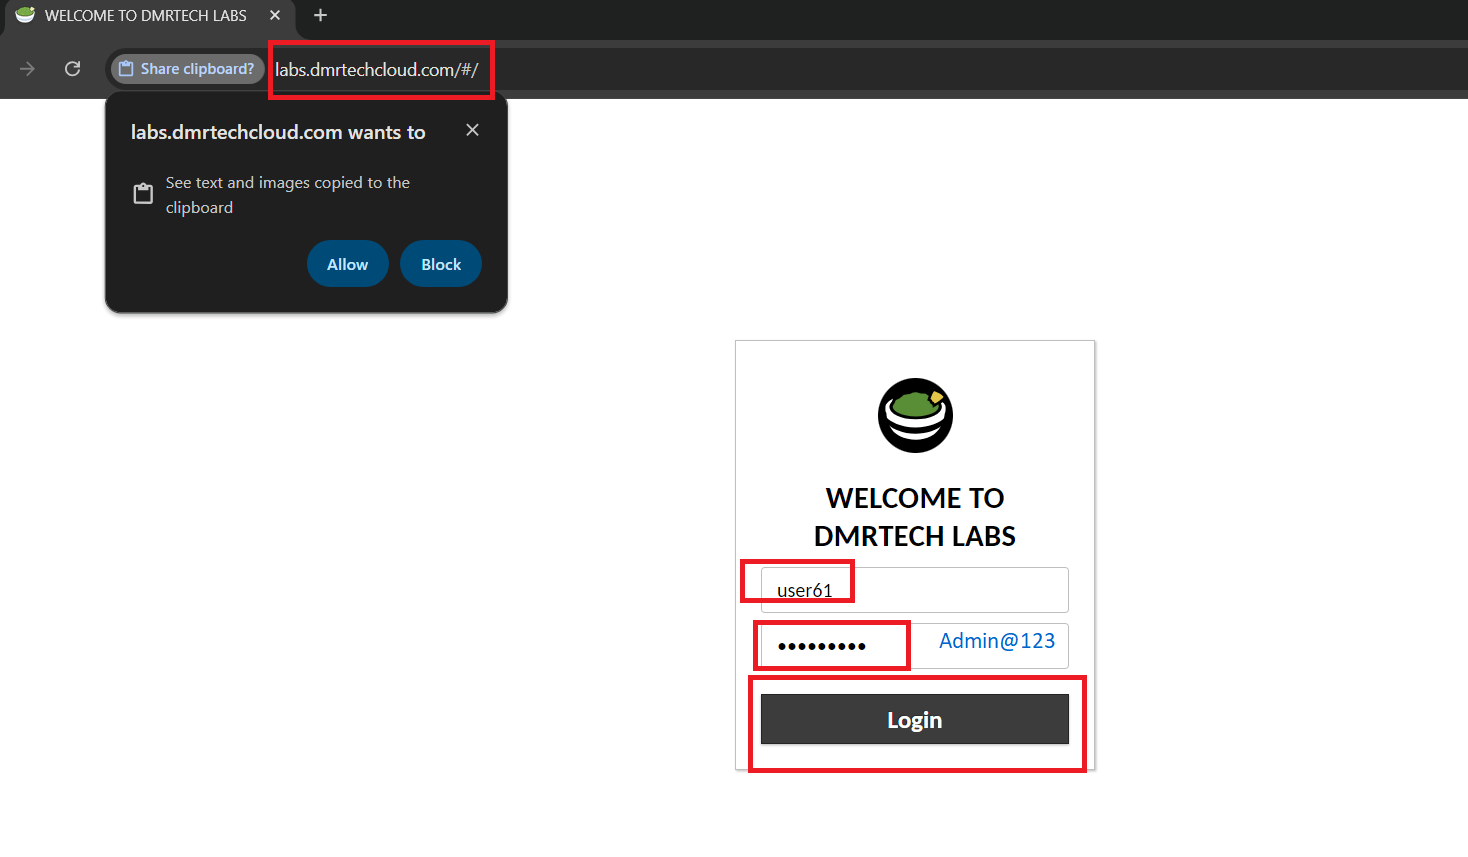 WELCOME TO DMRTECH LABS
Share clipboard?
labs.dmrtechcloud.com/#/
labs.dmrtechcloud.com wants to
See text and images copied to the
clipboard
Allow
Block
WELCOME TO
DMRTECH LABS
user61
•••••••••
Admin@123
Login